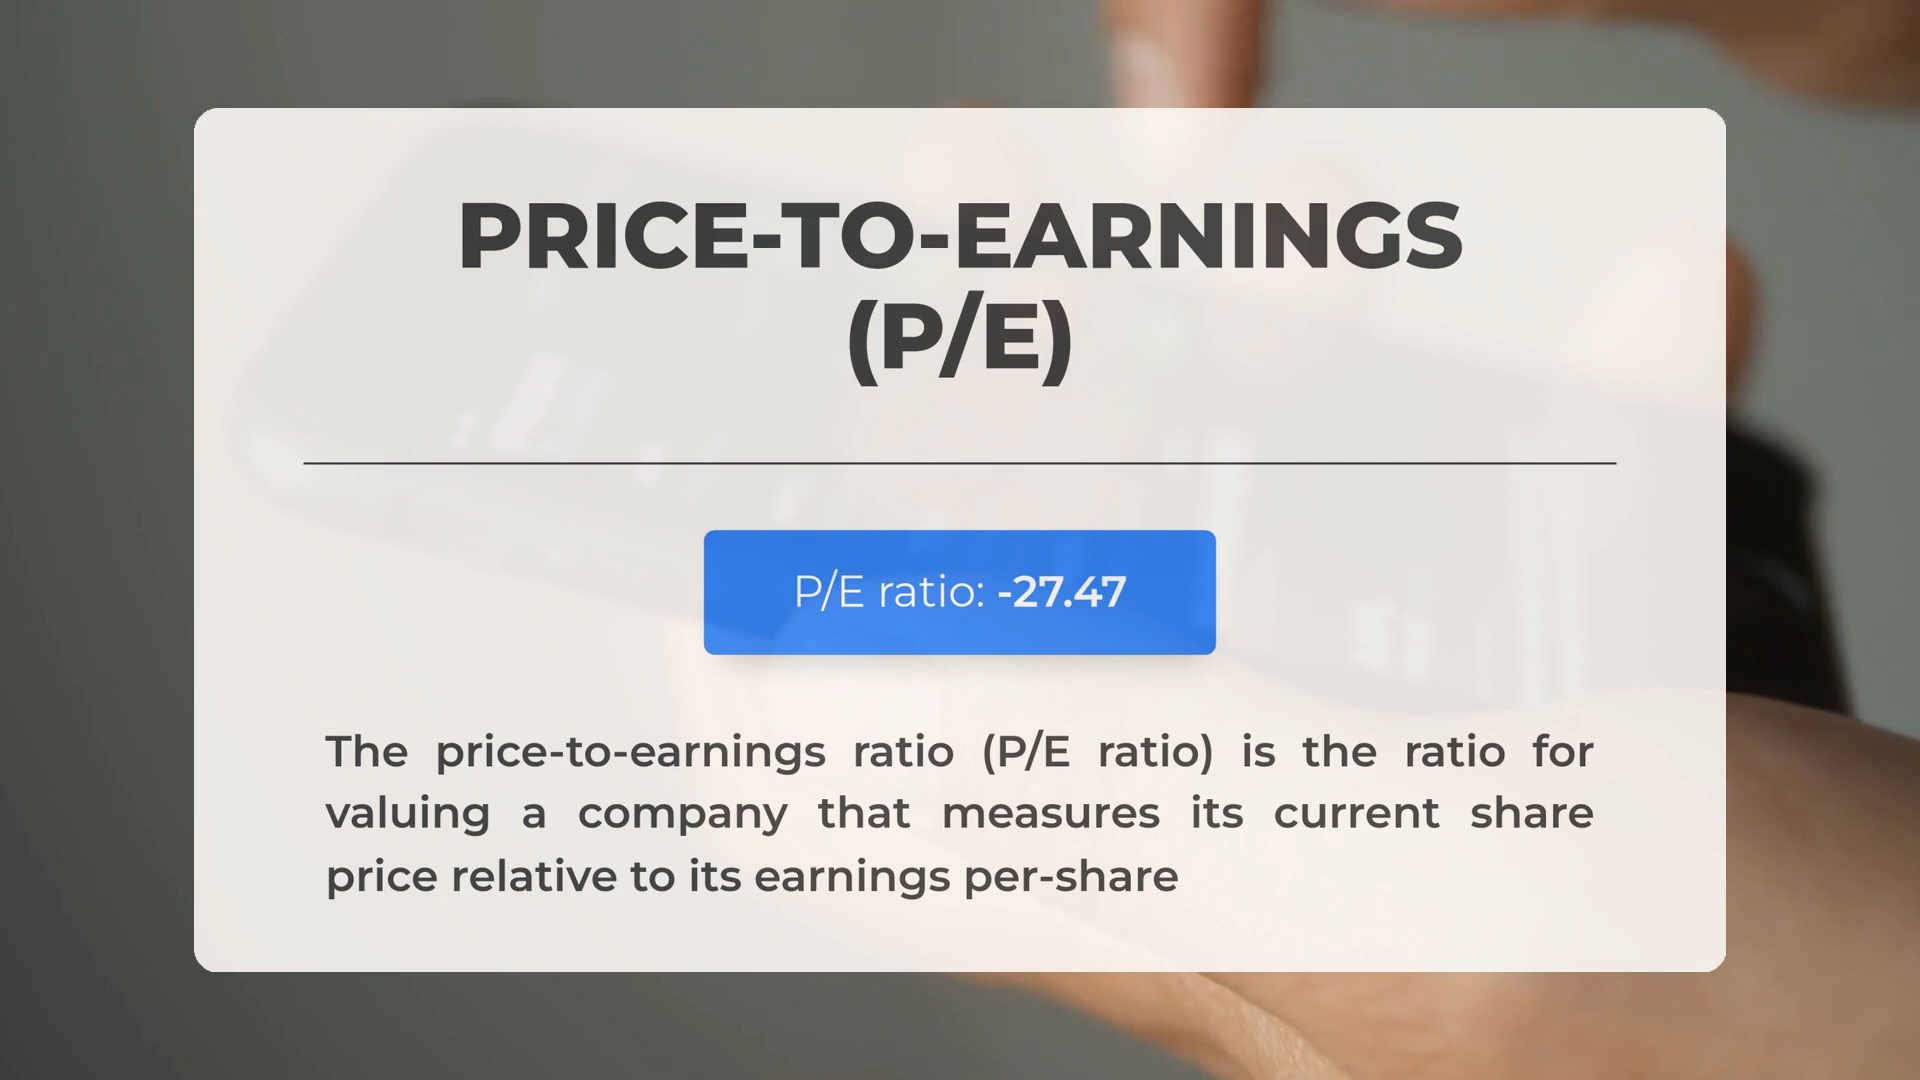 PRICE-TO-EARNINGS
(P/E)
P/E ratio: -27.47
The price-to-earnings ratio (P/E ratio) is the ratio for
valuing a company that measures its current share
price relative to its earnings per-share